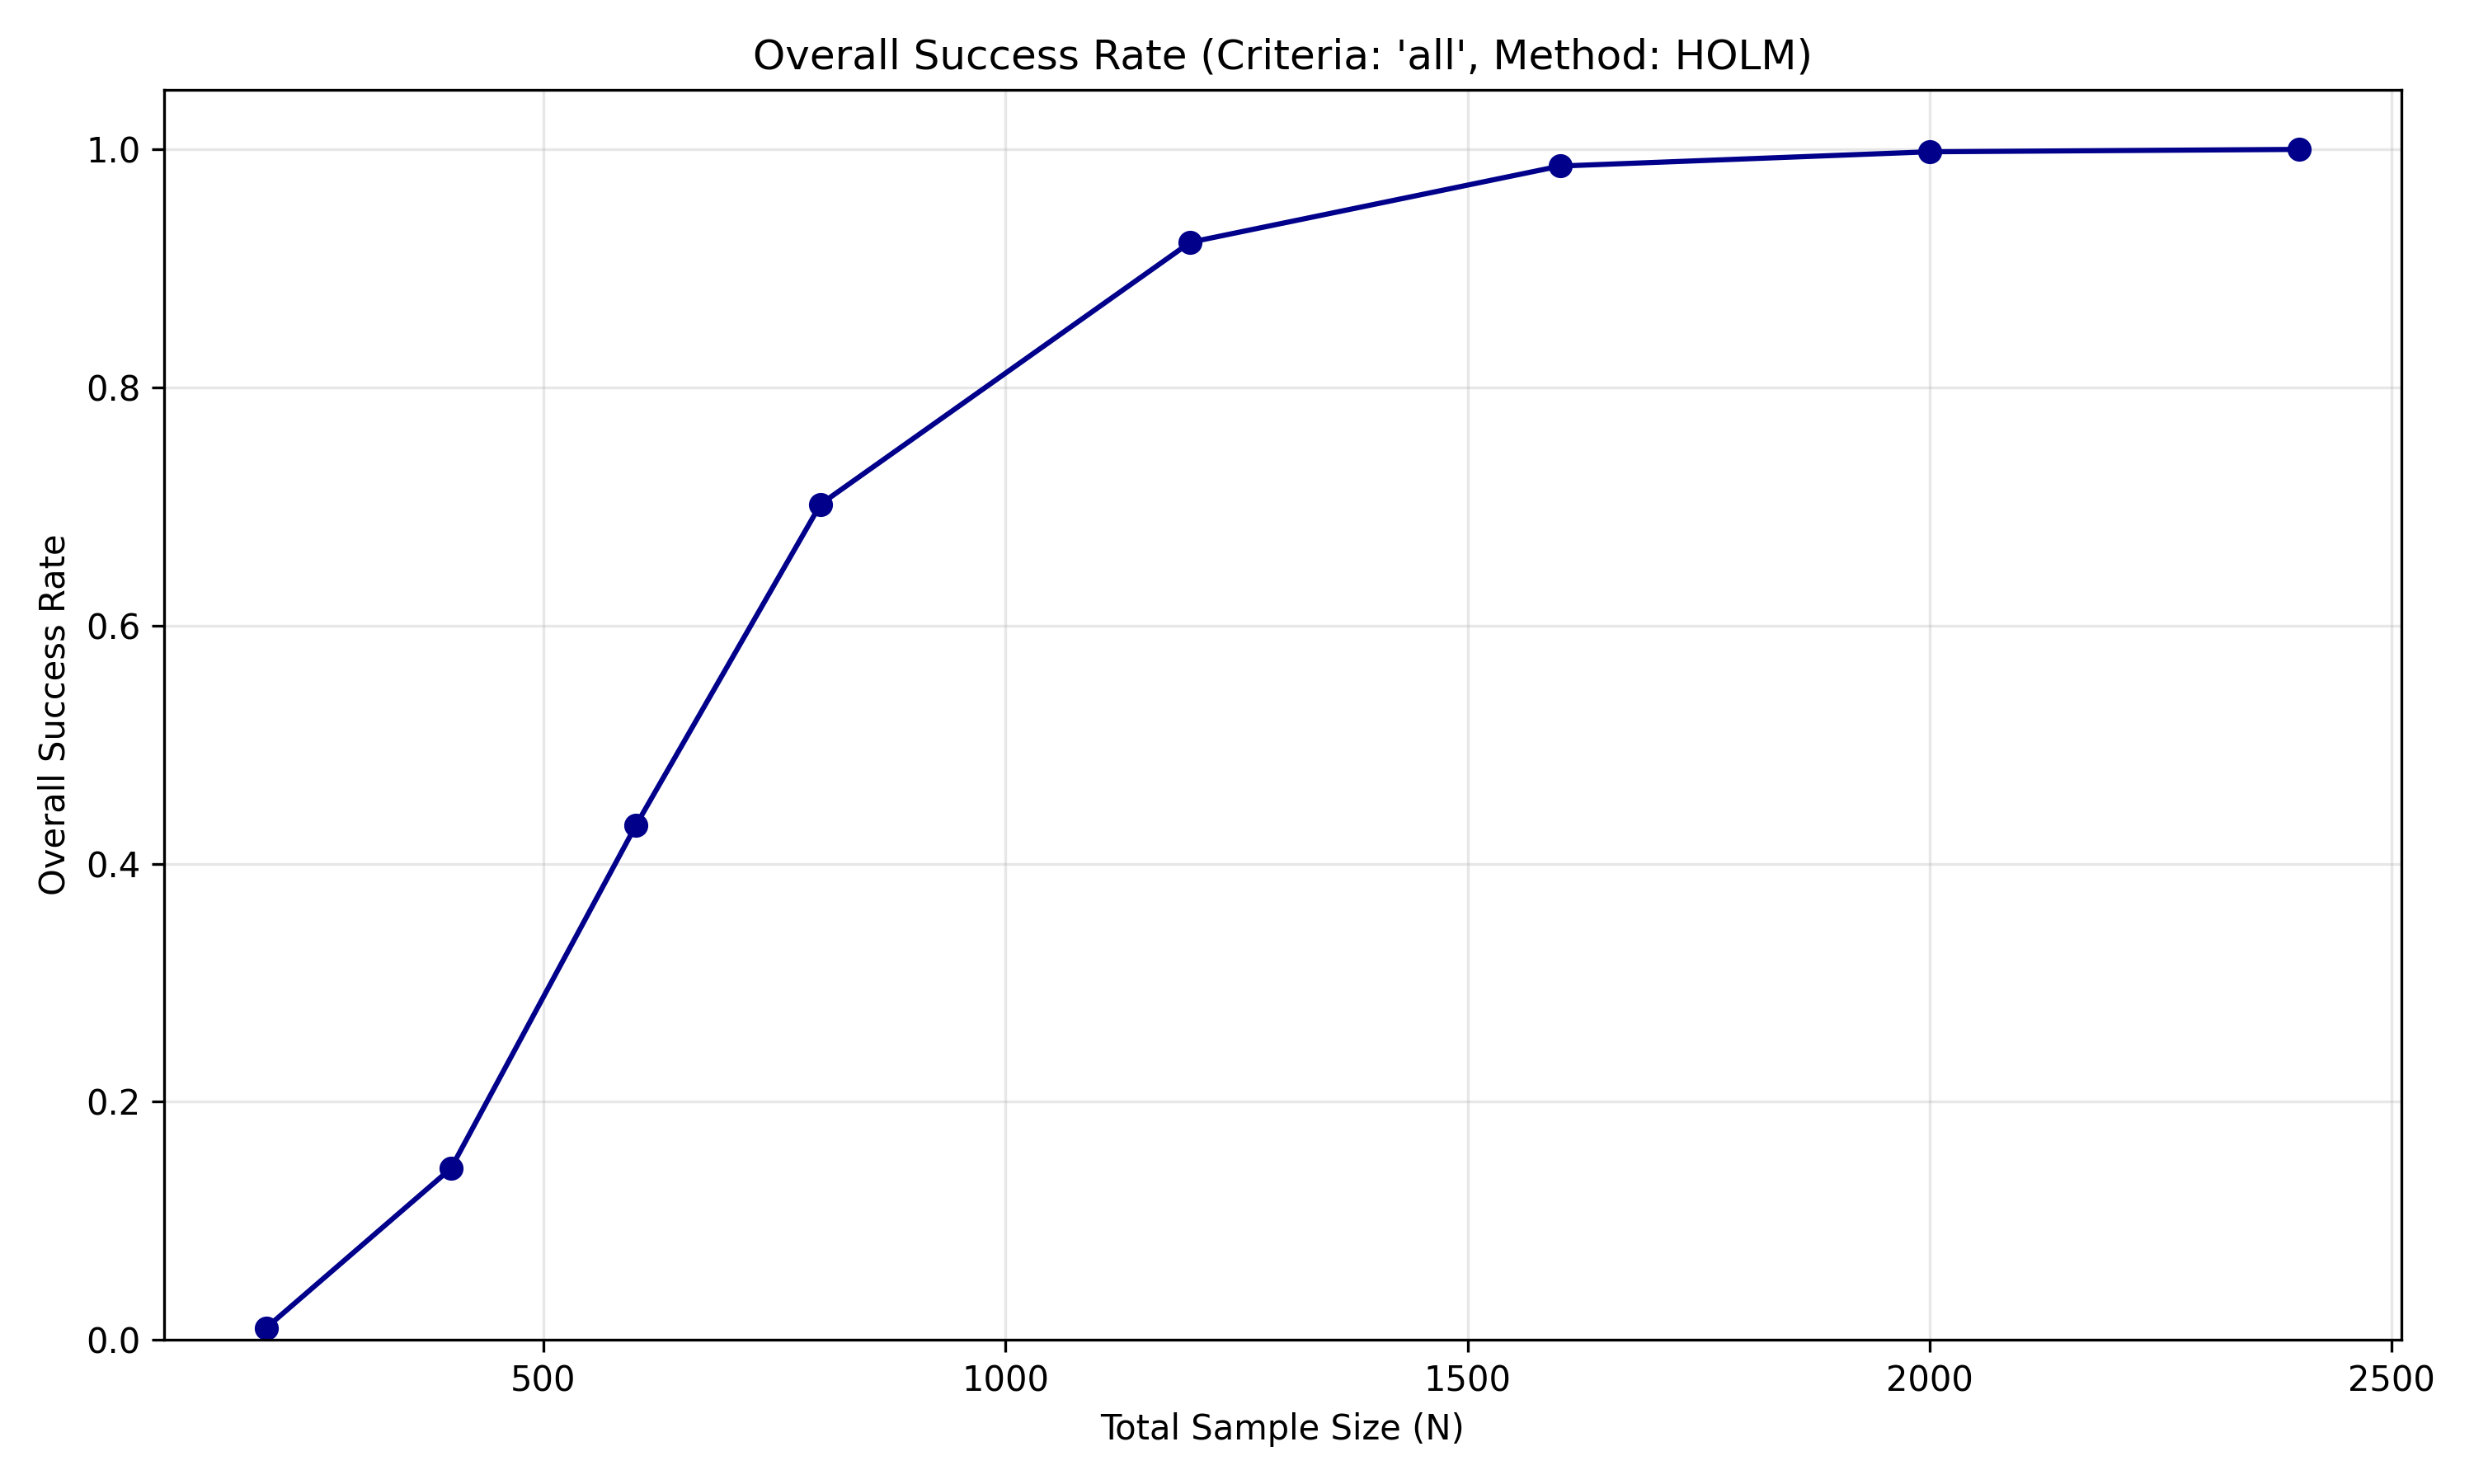 Overall Success Rate (Criteria: 'all', Method: HOLM)
Overall Success Rate
1.0
0.8
0.6
0.4
0.2
0.0
500 1000 1500 2000 2500
Total Sample Size (N)